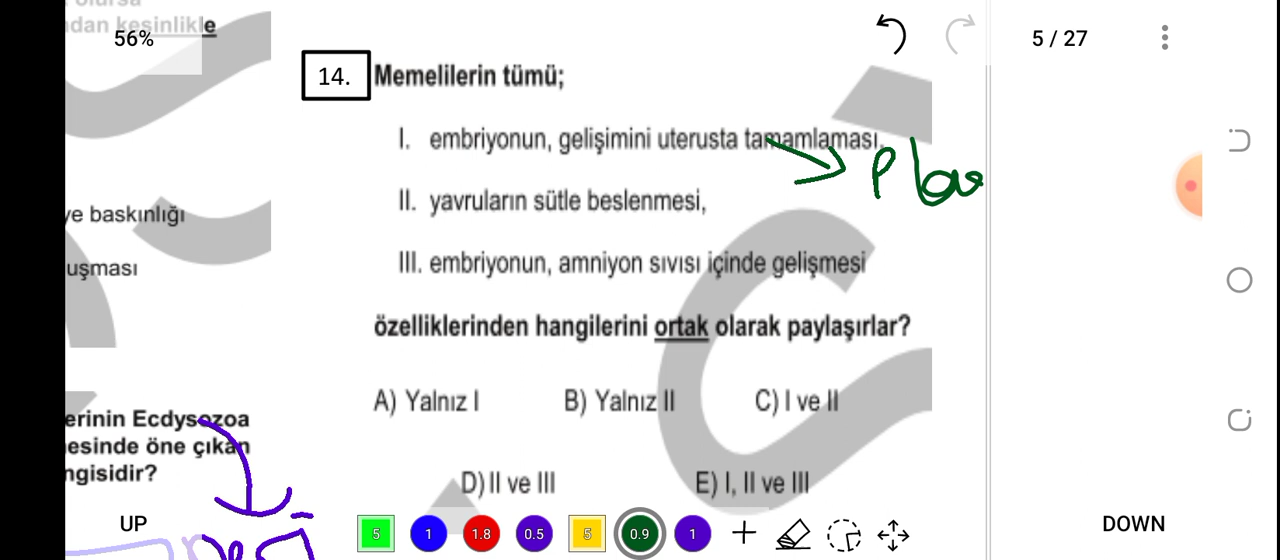 ndan kesinlikle
56%
5 / 27
14. Memelilerin tümü;
I. embriyonun, gelişimini uterusta tamamlaması,
II. yavruların sütle beslenmesi,
III. embriyonun, amniyon sıvısı içinde gelişmesi
özelliklerinden hangilerini ortak olarak paylaşırlar?
A) Yalnız I B) Yalnız II C) I ve II
D) II ve III E) I, II ve III
ye baskınlığı
uşması
erinin Ecdysozoa
esinde öne çıkan
ngisidir?
UP
5 1 1.8 0.5 5 0.9 1
DOWN